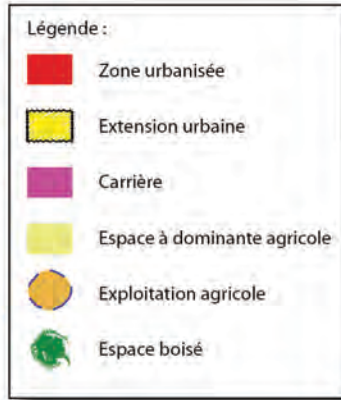 Légende :
Zone urbanisée
Extension urbaine
Carrière
Espace à dominante agricole
Exploitation agricole
Espace boisé